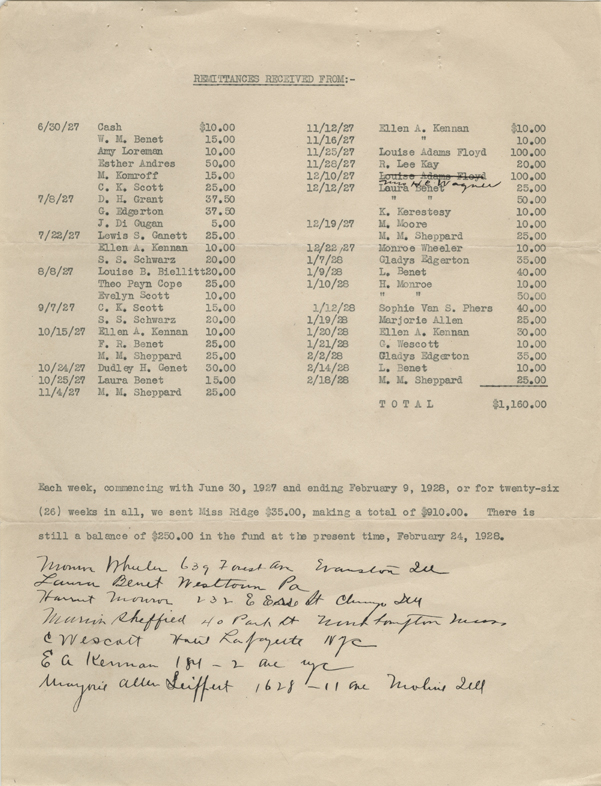 REMITTANCES RECEIVED FROM:-
6/30/27 Cash $10.00
W. M. Benet 15.00
Amy Loreman 10.00
Esther Andres 50.00
M. Komroff 15.00
C. K. Scott 25.00
7/8/27 D. H. Grant 37.50
G. Edgerton 37.50
J. Di Gugan 5.00
7/22/27 Lewis S. Ganett 25.00
Ellen A. Kennan 10.00
S. S. Schwarz 20.00
8/8/27 Louise B. Biellitt 20.00
Theo Payn Cope 25.00
Evelyn Scott 10.00
9/7/27 C. K. Scott 15.00
S. S. Schwarz 20.00
10/15/27 Ellen A. Kennan 10.00
F. R. Benet 25.00
M. M. Sheppard 25.00
10/24/27 Dudley H. Genet 30.00
10/25/27 Laura Benet 15.00
11/4/27 M. M. Sheppard 25.00
11/12/27 Ellen A. Kennan $10.00
11/16/27 " 10.00
11/25/27 Louise Adams Floyd 100.00
11/28/27 R. Lee Kay 20.00
12/10/27 Louise Adams Floyd 100.00
Wagner
12/12/27 Laura Benet 25.00
" " 50.00
K. Kerestesy 10.00
12/19/27 M. Moore 10.00
M. M. Sheppard 25.00
12/22/27 Monroe Wheeler 10.00
1/7/28 Gladys Edgerton 35.00
1/9/28 L. Benet 40.00
1/10/28 H. Monroe 10.00
" " 50.00
1/12/28 Sophie Van S. Phers 40.00
1/19/28 Marjorie Allen 25.00
1/20/28 Ellen A. Kennan 30.00
1/21/28 G. Wescott 10.00
2/2/28 Gladys Edgerton 35.00
2/14/28 L. Benet 10.00
2/18/28 M. M. Sheppard 25.00
T O T A L $1,160.00
Each week, commencing with June 30, 1927 and ending February 9, 1928, or for twenty-six
(26) weeks in all, we sent Miss Ridge $35.00, making a total of $910.00. There is
still a balance of $250.00 in the fund at the present time, February 24, 1928.
Wheeler 639 Forest Ave Evanston Ill
Laura Benet Westtown Pa
Harriet Monroe 232 E St Ill
Marion Sheffied 40 Park St Mass
Wescott Hotel Lafayette NYC
E A Kennan 184 - 2 Ave nyc
Marjorie Allen Seiffert 1628 - 11 Ave Moline Ill